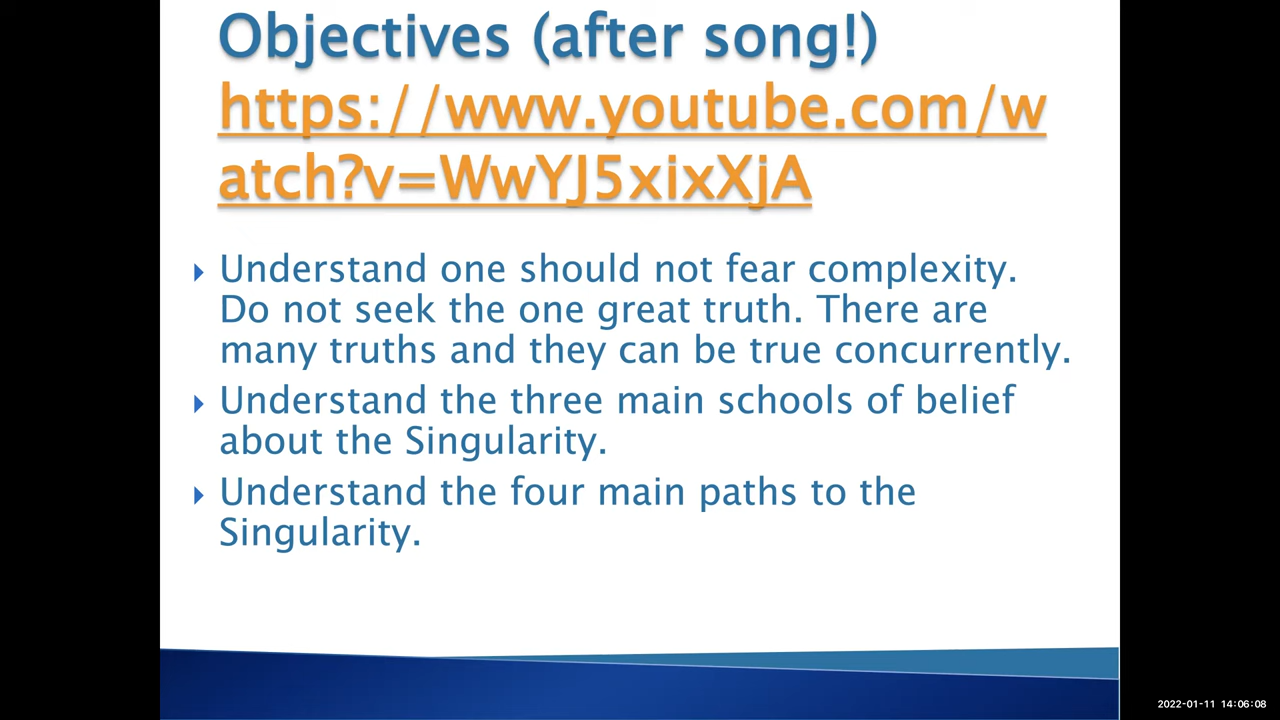 Objectives (after song!)
https://www.youtube.com/w
atch?v=WwYJ5xixXjA
Understand one should not fear complexity.
Do not seek the one great truth. There are
many truths and they can be true concurrently.
Understand the three main schools of belief
about the Singularity.
Understand the four main paths to the
Singularity.
2022-01-11 14:06:08